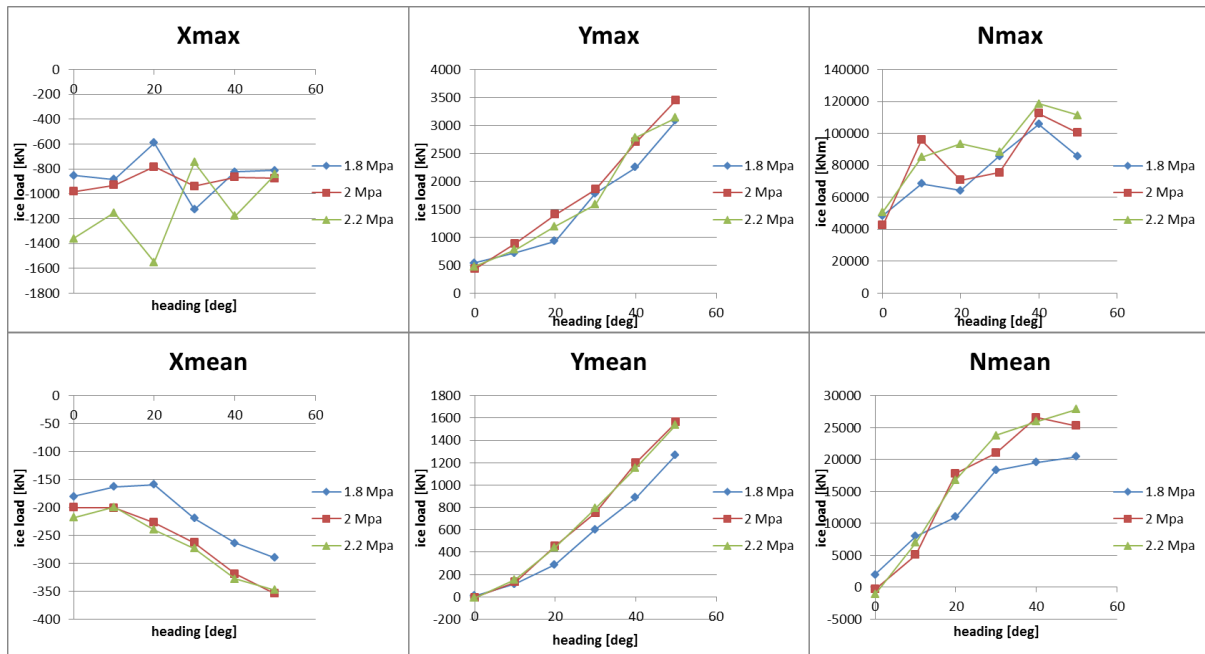 Xmax
0
-200
-400
-600
-800
-1000
-1200
-1400
-1600
-1800
0 20 40 60
ice load [kN]
heading [deg]
1.8 Mpa
2 Mpa
2.2 Mpa
Ymax
4000
3500
3000
2500
2000
1500
1000
500
0
0 20 40 60
ice load [kN]
heading [deg]
1.8 Mpa
2 Mpa
2.2 Mpa
Nmax
140000
120000
100000
80000
60000
40000
20000
0
0 20 40 60
ice load [kNm]
heading [deg]
1.8 Mpa
2 Mpa
2.2 Mpa
Xmean
0
-50
-100
-150
-200
-250
-300
-350
-400
0 20 40 60
ice load [kN]
heading [deg]
1.8 Mpa
2 Mpa
2.2 Mpa
Ymean
1800
1600
1400
1200
1000
800
600
400
200
0
-200
0 20 40 60
ice load [kN]
heading [deg]
1.8 Mpa
2 Mpa
2.2 Mpa
Nmean
30000
25000
20000
15000
10000
5000
0
-5000
0 20 40 60
ice load [kN]
heading [deg]
1.8 Mpa
2 Mpa
2.2 Mpa